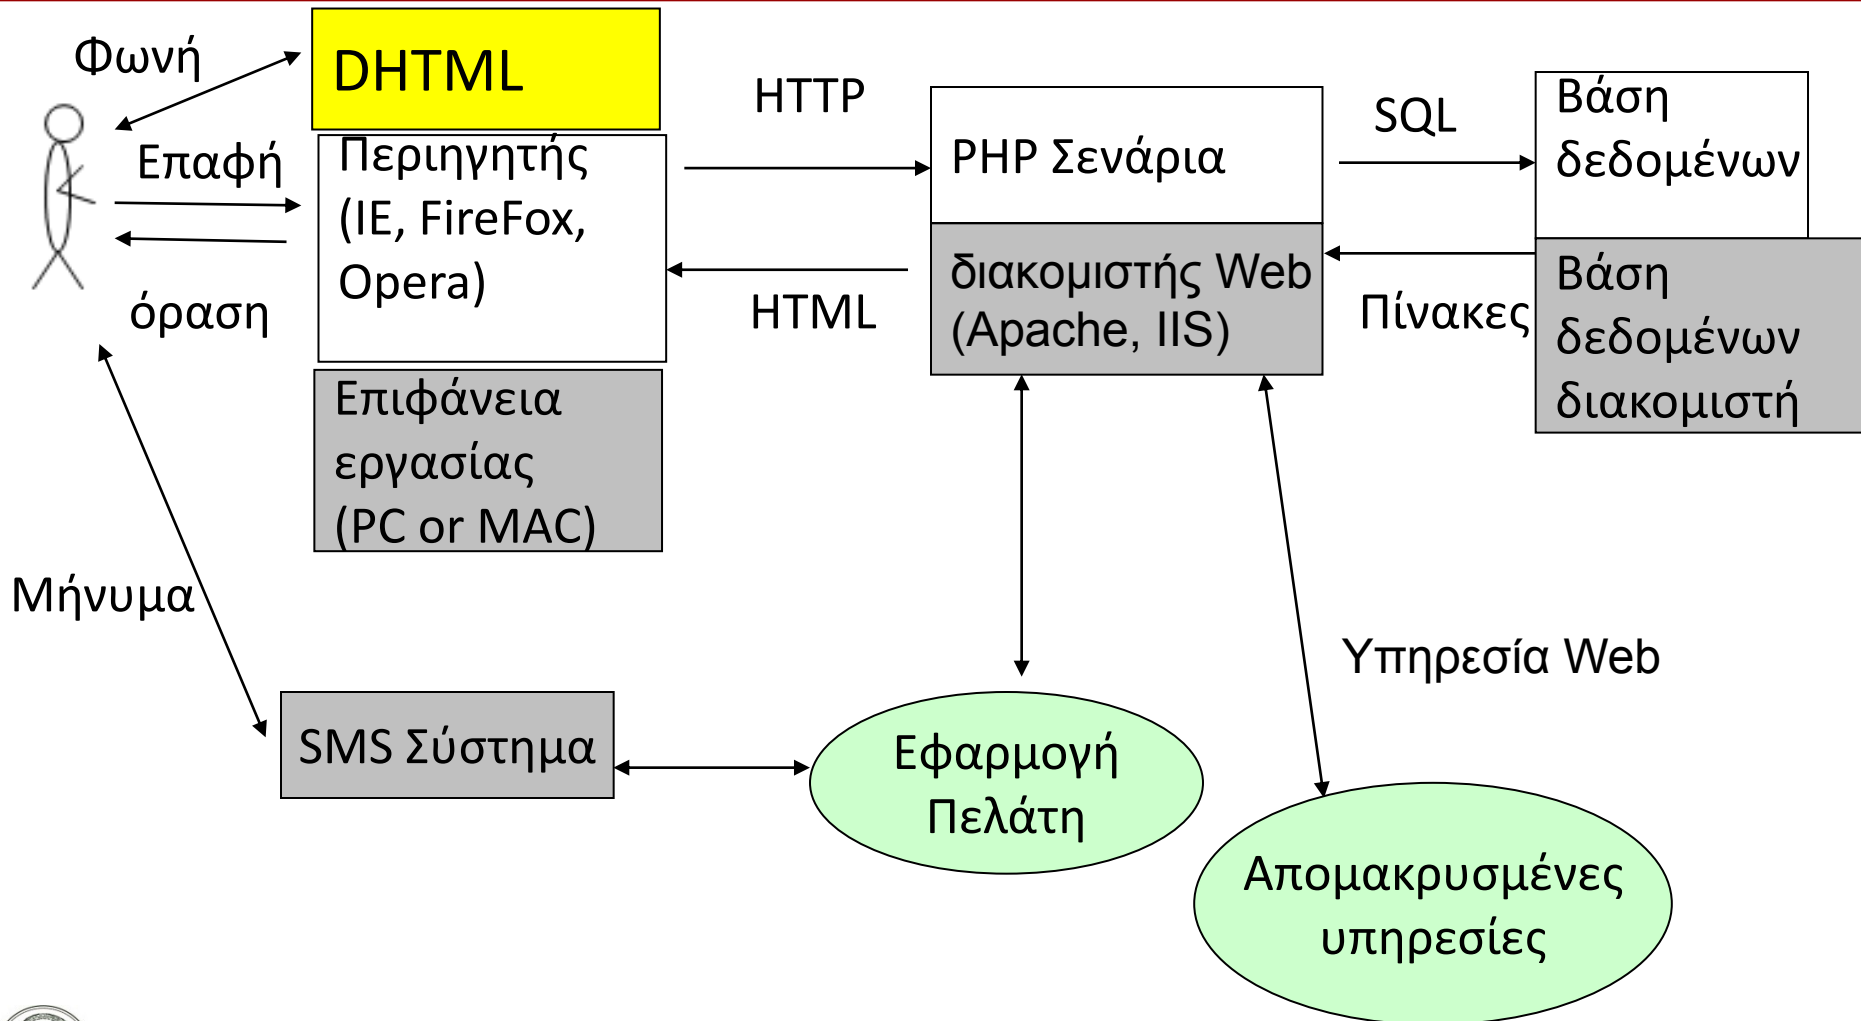 Φωνή
DHTML
Επαφή
όραση
Περιηγητής
(IE, FireFox,
Opera)
Επιφάνεια
εργασίας
(PC or MAC)
HTTP
HTML
PHP Σενάρια
διακομιστής Web
(Apache, IIS)
SQL
Πίνακες
Βάση
δεδομένων
Βάση
δεδομένων
διακομιστή
Μήνυμα
SMS Σύστημα
Εφαρμογή
Πελάτη
Υπηρεσία Web
Απομακρυσμένες
υπηρεσίες